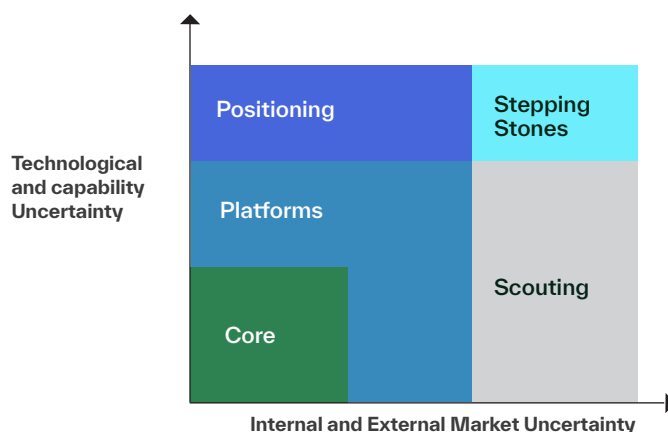 Positioning
Stepping
Stones
Technological
and capability
Uncertainty
Platforms
Scouting
Core
Internal and External Market Uncertainty